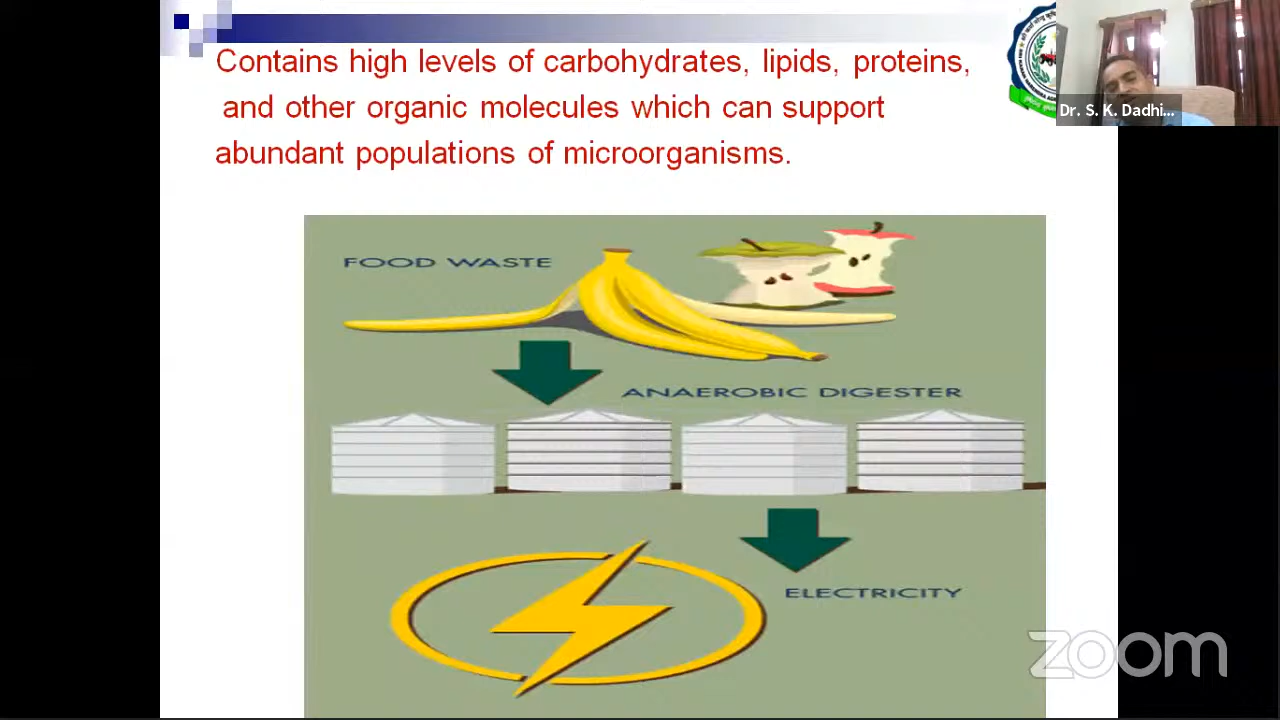 Contains high levels of carbohydrates, lipids, proteins,
and other organic molecules which can support
abundant populations of microorganisms.
Dr. S. K. Dadhi...
FOOD WASTE
ANAEROBIC DIGESTER
ELECTRICITY
zoom